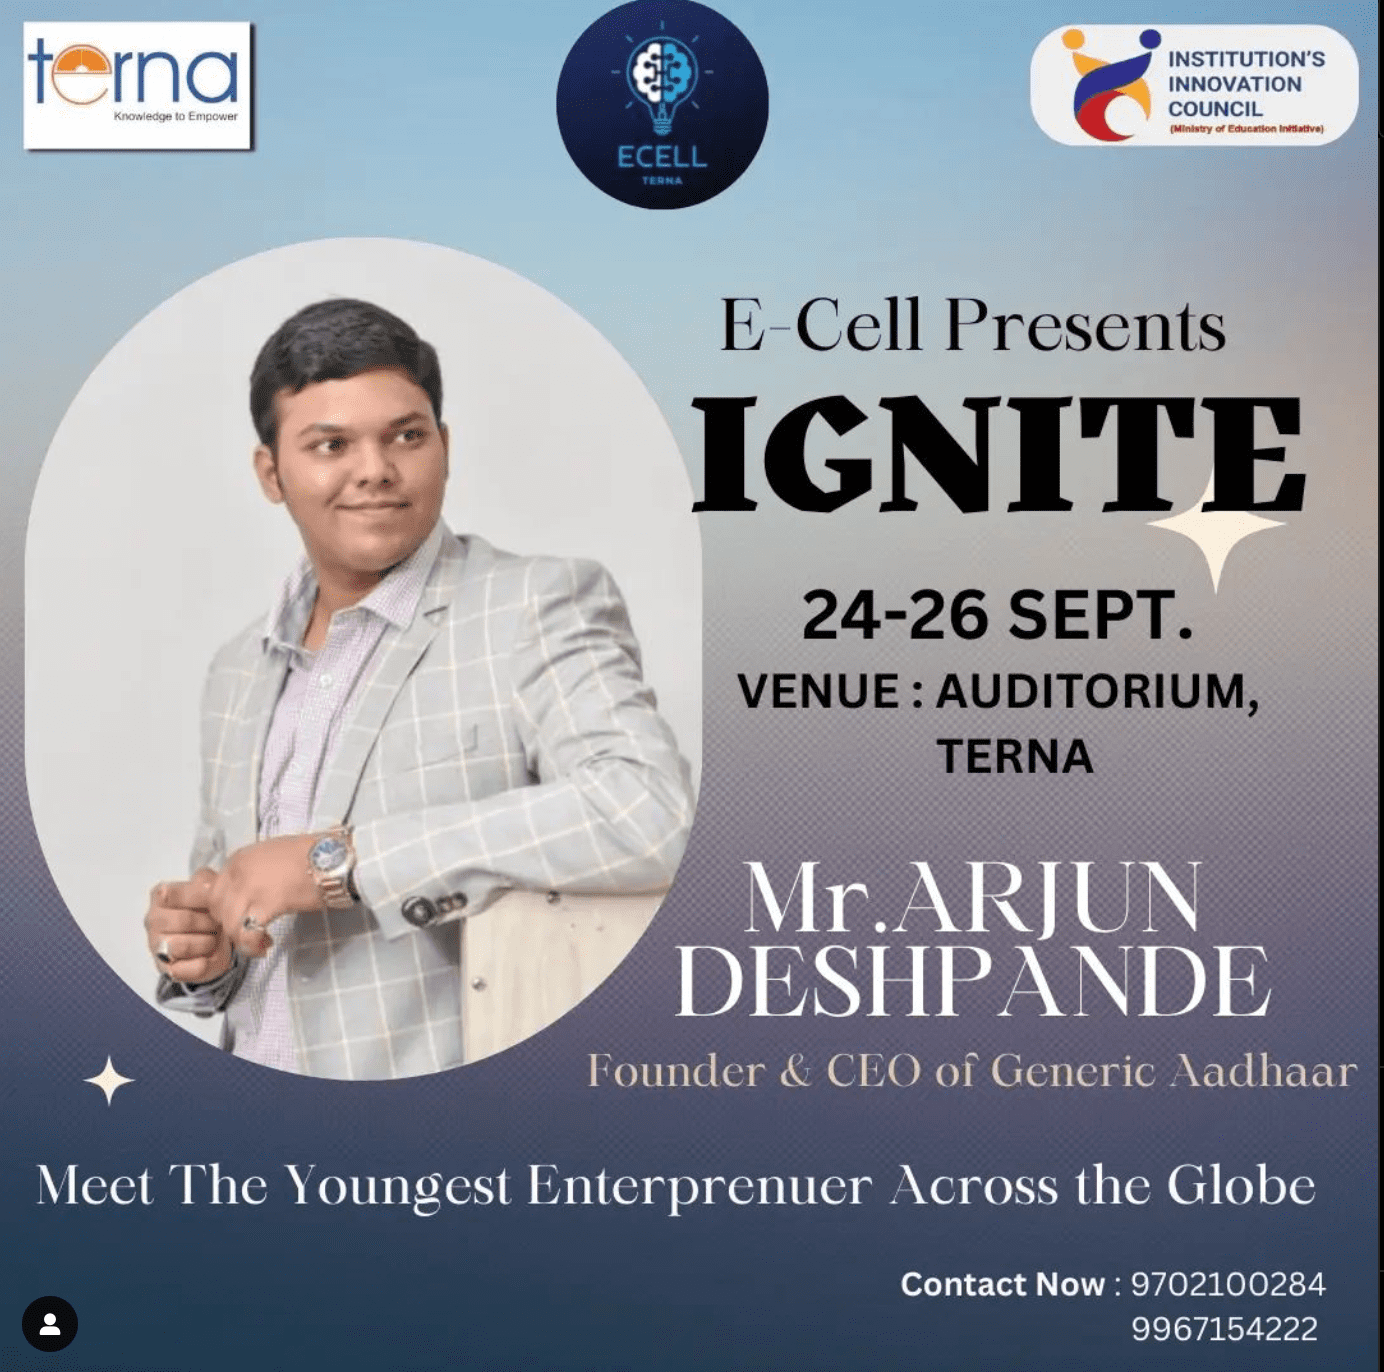 terna
Knowledge to Empower
ECELL
TERNA
INSTITUTION'S
INNOVATION
COUNCIL
(Ministry of Education Initiative)
E-Cell Presents
IGNITE
24-26 SEPT.
VENUE : AUDITORIUM,
TERNA
Mr.ARJUN
DESHPANDE
Founder & CEO of Generic Aadhaar
Meet The Youngest Enterprenuer Across the Globe
Contact Now : 9702100284
9967154222